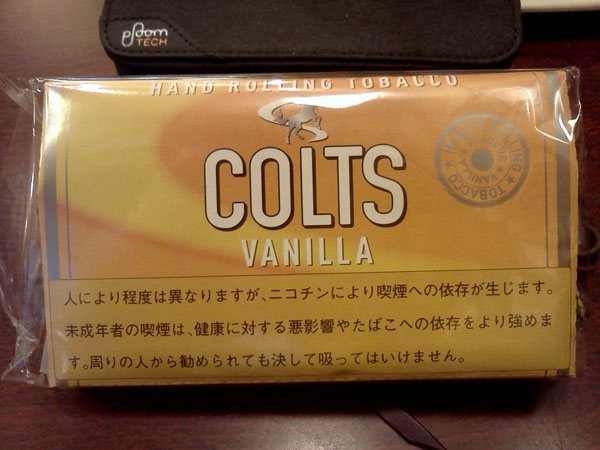 ploom
TECH
HAND ROLLING TOBACCO
COLTS
VANILLA
HAND ROLLING
TOBACCO
VANILLA
人により程度は異なりますが、ニコチンにより喫煙への依存が生じます。
未成年者の喫煙は、健康に対する悪影響やたばこへの依存をより強めま
す。周りの人から勧められても決して吸ってはいけません。